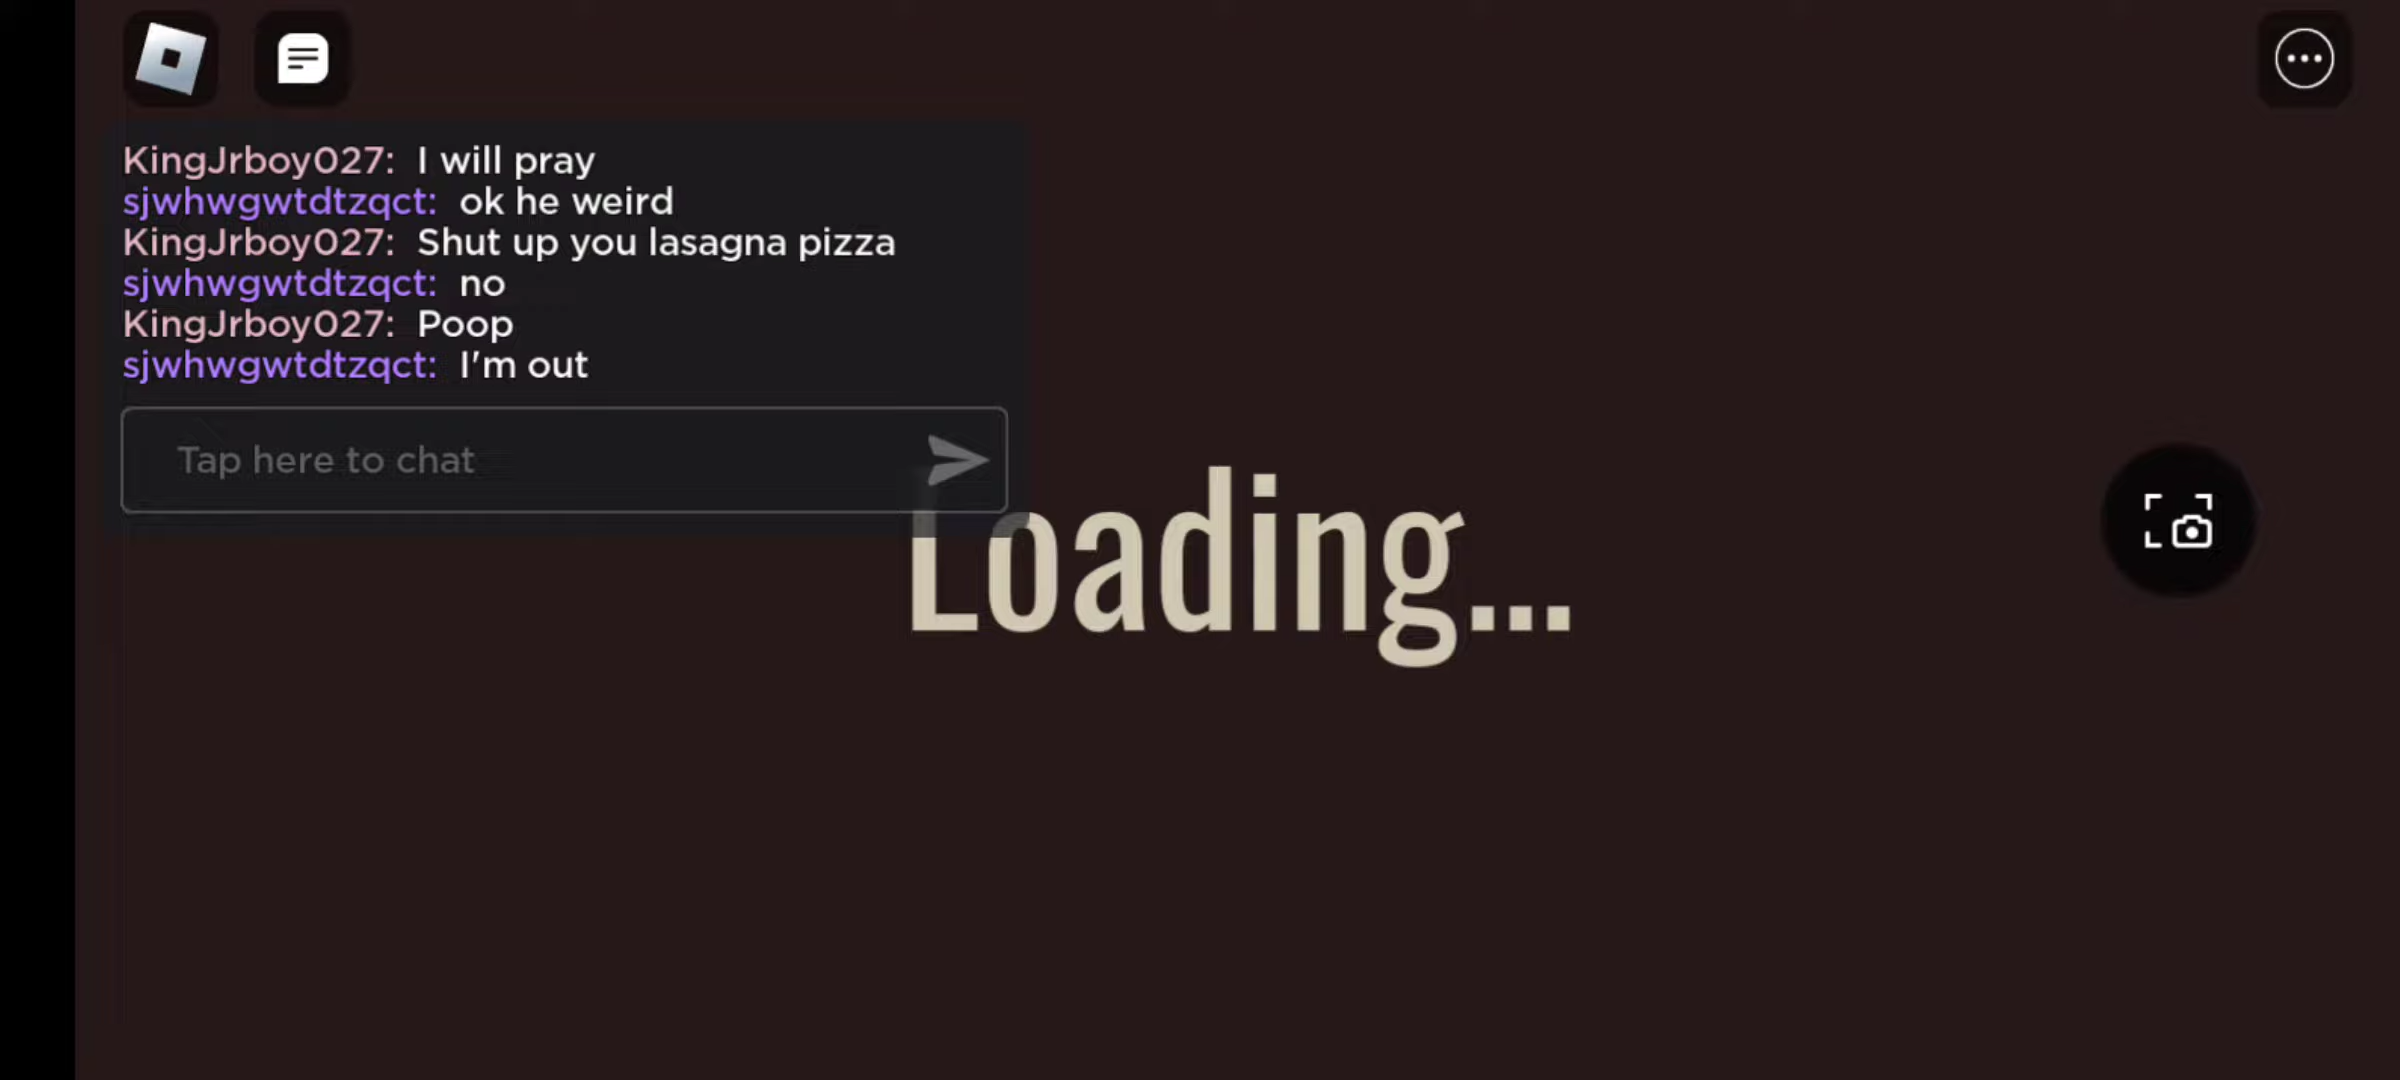 KingJrboy027: I will pray
sjwhwgwtdtzqct: ok he weird
KingJrboy027: Shut up you lasagna pizza
sjwhwgwtdtzqct: no
KingJrboy027: Poop
sjwhwgwtdtzqct: I'm out
Tap here to chat
Loading...